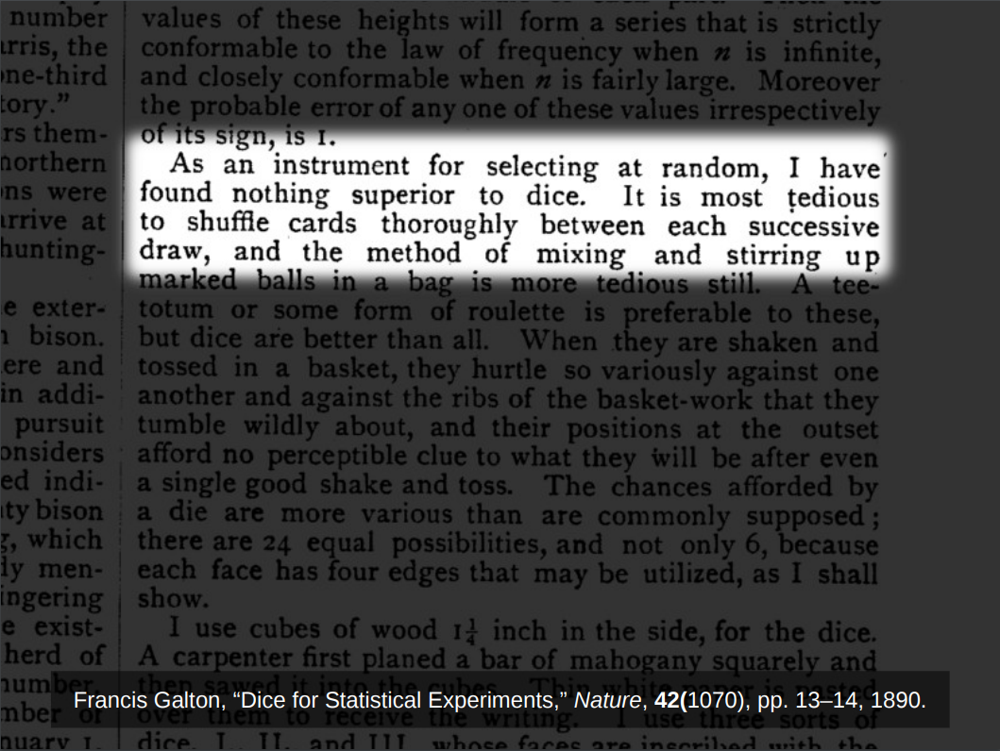 number
arris, the
one-third
tory.”
rs them-
northern
ons were
arrive at
hunting-
e exter-
n bison.
ere and
in addi-
pursuit
onsiders
ed indi-
ty bison
g, which
ly men-
ingering
e exist-
herd of
number
mber of
nuary 1.
values of these heights will form a series that is strictly
conformable to the law of frequency when n is infinite,
and closely conformable when n is fairly large. Moreover
the probable error of any one of these values irrespectively
of its sign, is 1.
As an instrument for selecting at random, I have
found nothing superior to dice. It is most tedious
to shuffle cards thoroughly between each successive
draw, and the method of mixing and stirring up
marked balls in a bag is more tedious still. A tee-
totum or some form of roulette is preferable to these,
but dice are better than all. When they are shaken and
tossed in a basket, they hurtle so variously against one
another and against the ribs of the basket-work that they
tumble wildly about, and their positions at the outset
afford no perceptible clue to what they will be after even
a single good shake and toss. The chances afforded by
a die are more various than are commonly supposed;
there are 24 equal possibilities, and not only 6, because
each face has four edges that may be utilized, as I shall
show.
I use cubes of wood 1¼ inch in the side, for the dice.
A carpenter first planed a bar of mahogany squarely and
then sawed it into the cubes. Thin white paper is pasted
over them to receive the writing. I use three sorts of
dice, I., II., and III., whose faces are inscribed with the
Francis Galton, “Dice for Statistical Experiments,” Nature, 42(1070), pp. 13–14, 1890.